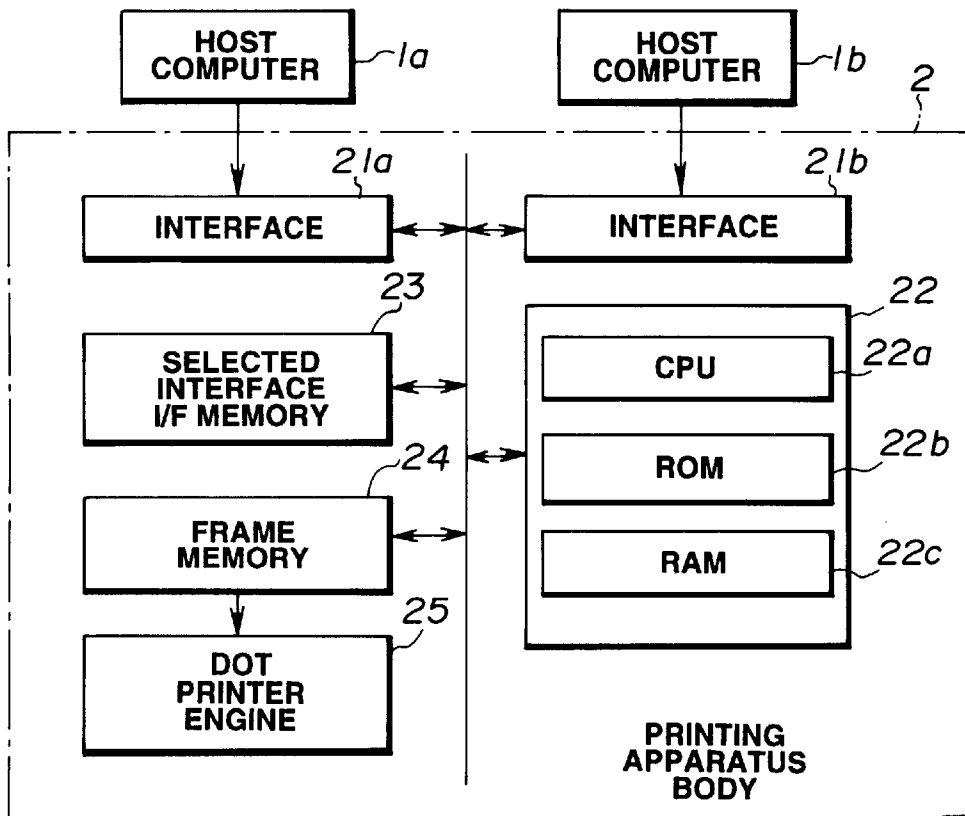 HOST
COMPUTER
1a
HOST
COMPUTER
1b
2
21a
INTERFACE
21b
INTERFACE
23
SELECTED
INTERFACE
I/F MEMORY
22
CPU
22a
24
FRAME
MEMORY
ROM
22b
RAM
22c
25
DOT
PRINTER
ENGINE
PRINTING
APPARATUS
BODY